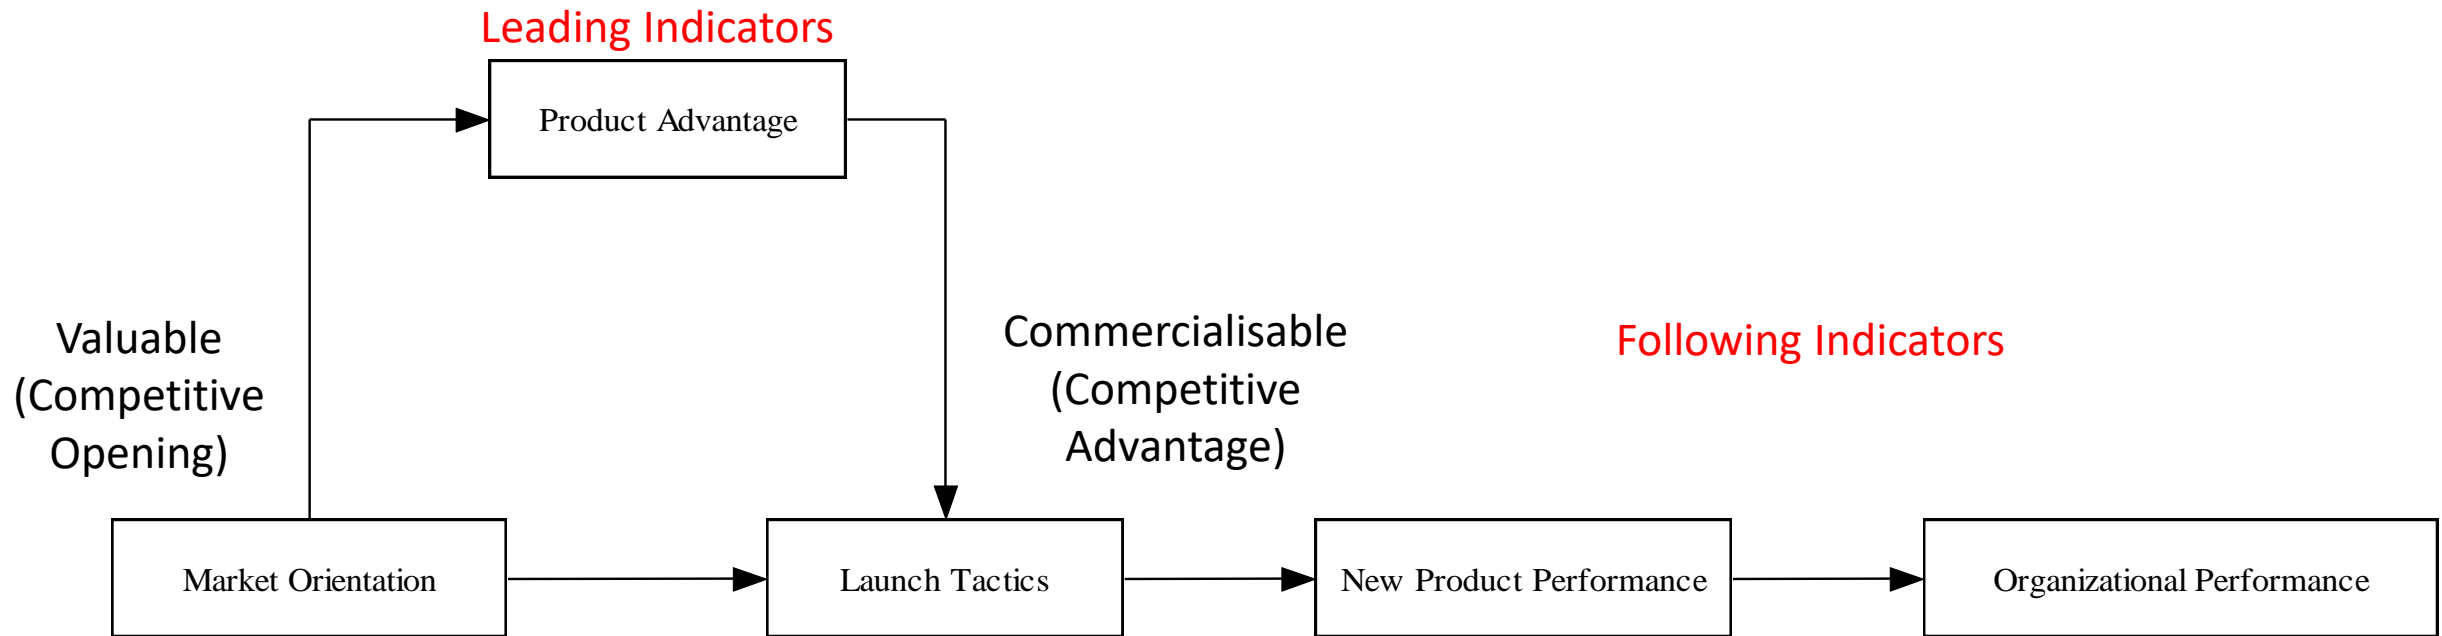 Leading Indicators
Product Advantage
Valuable
(Competitive
Opening)
Commercialisable
(Competitive
Advantage)
Following Indicators
Market Orientation
Launch Tactics
New Product Performance
Organizational Performance